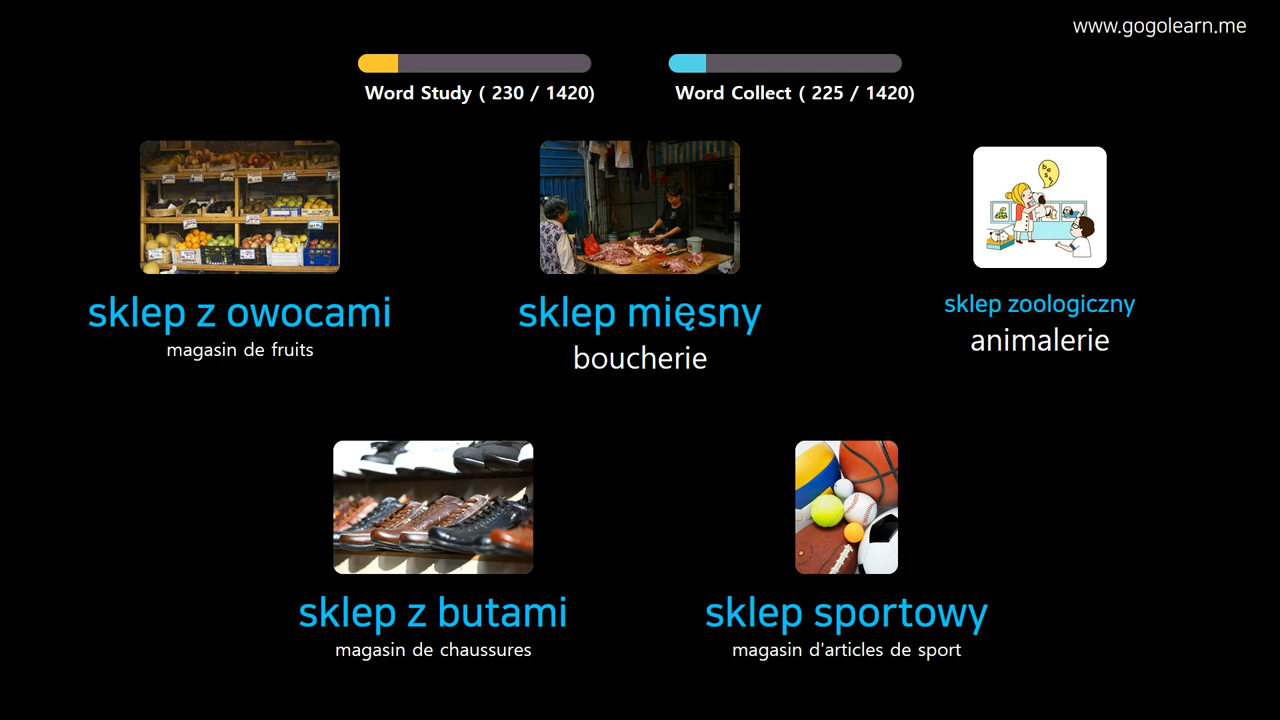 www.gogolearn.me
Word Study ( 230 / 1420)
Word Collect ( 225 / 1420)
sklep z owocami
magasin de fruits
sklep mięsny
boucherie
sklep zoologiczny
animalerie
sklep z butami
magasin de chaussures
sklep sportowy
magasin d'articles de sport